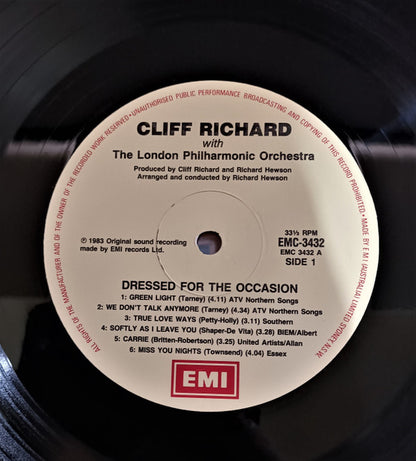 ALL RIGHTS OF THE MANUFACTURER AND OF THE OWNER OF THE RECORDED WORK RESERVED • UNAUTHORISED PUBLIC PERFORMANCE BROADCASTING AND COPYING OF THIS RECORD PROHIBITED • MADE BY E.M.I. (AUSTRALIA) LIMITED SYDNEY N.S.W.
CLIFF RICHARD
with
The London Philharmonic Orchestra
Produced by Cliff Richard and Richard Hewson
Arranged and conducted by Richard Hewson
℗ 1983 Original sound recording
made by EMI records Ltd.
33⅓ RPM
EMC-3432
EMC 3432 A
SIDE 1
DRESSED FOR THE OCCASION
1: GREEN LIGHT (Tarney) (4.11) ATV Northern Songs
2: WE DON'T TALK ANYMORE (Tarney) (4.34) ATV Northern Songs
3: TRUE LOVE WAYS (Petty-Holly) (3.11) Southern
4: SOFTLY AS I LEAVE YOU (Shaper-De Vita) (3.28) BIEM/Albert
5: CARRIE (Britten-Robertson) (3.25) United Artists/Allan
6: MISS YOU NIGHTS (Townsend) (4.04) Essex
EMI